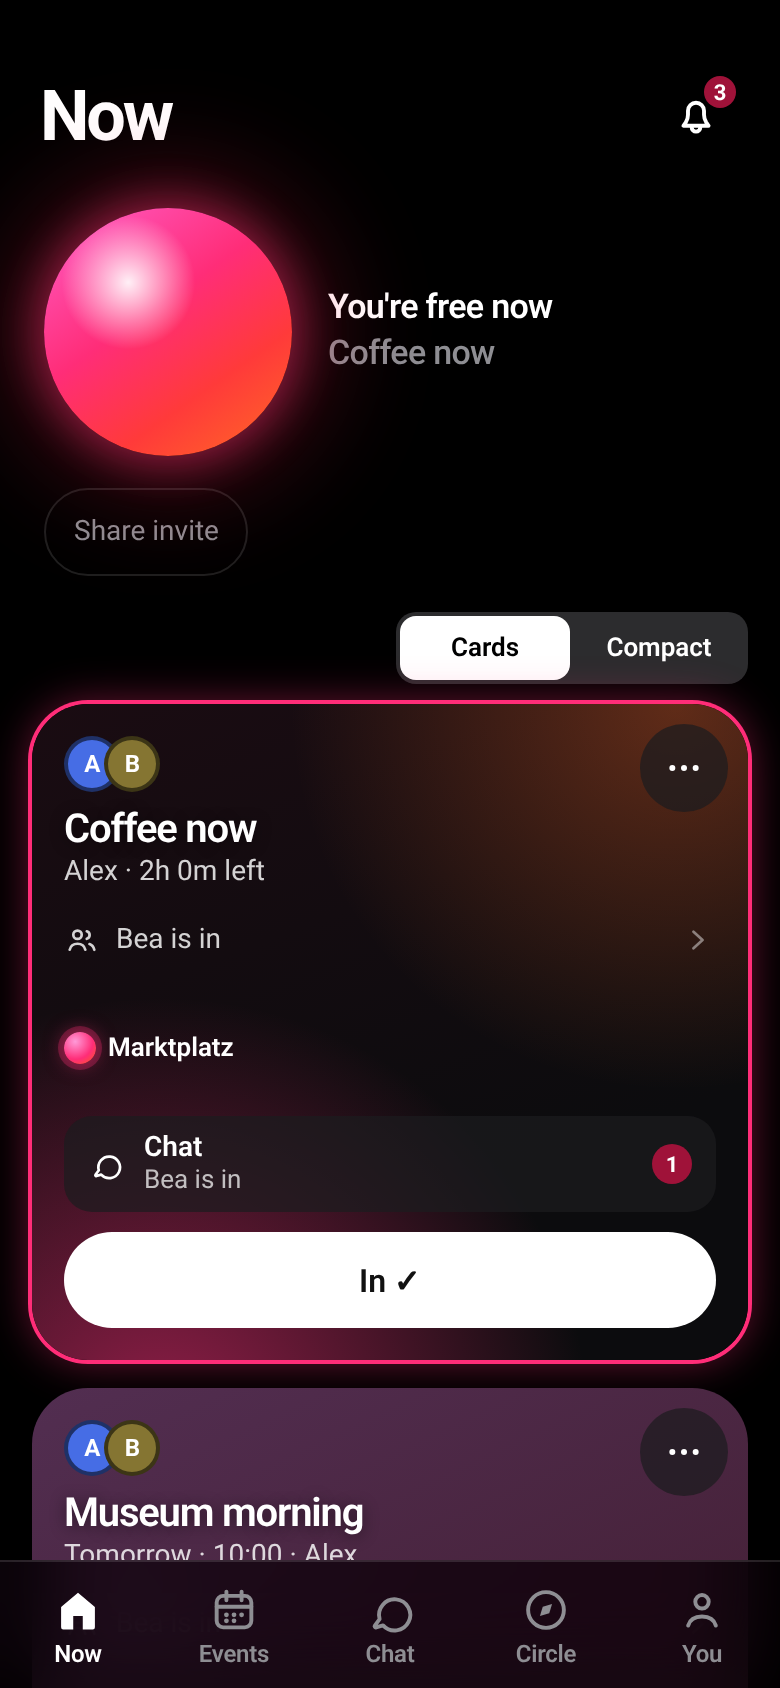 Now
3
You're free now
Coffee now
Share invite
Cards
Compact
A
B
Coffee now
Alex · 2h 0m left
Bea is in
Marktplatz
Chat
Bea is in
1
In ✓
A
B
Museum morning
Tomorrow · 10:00 · Alex
Now
Events
Chat
Circle
You